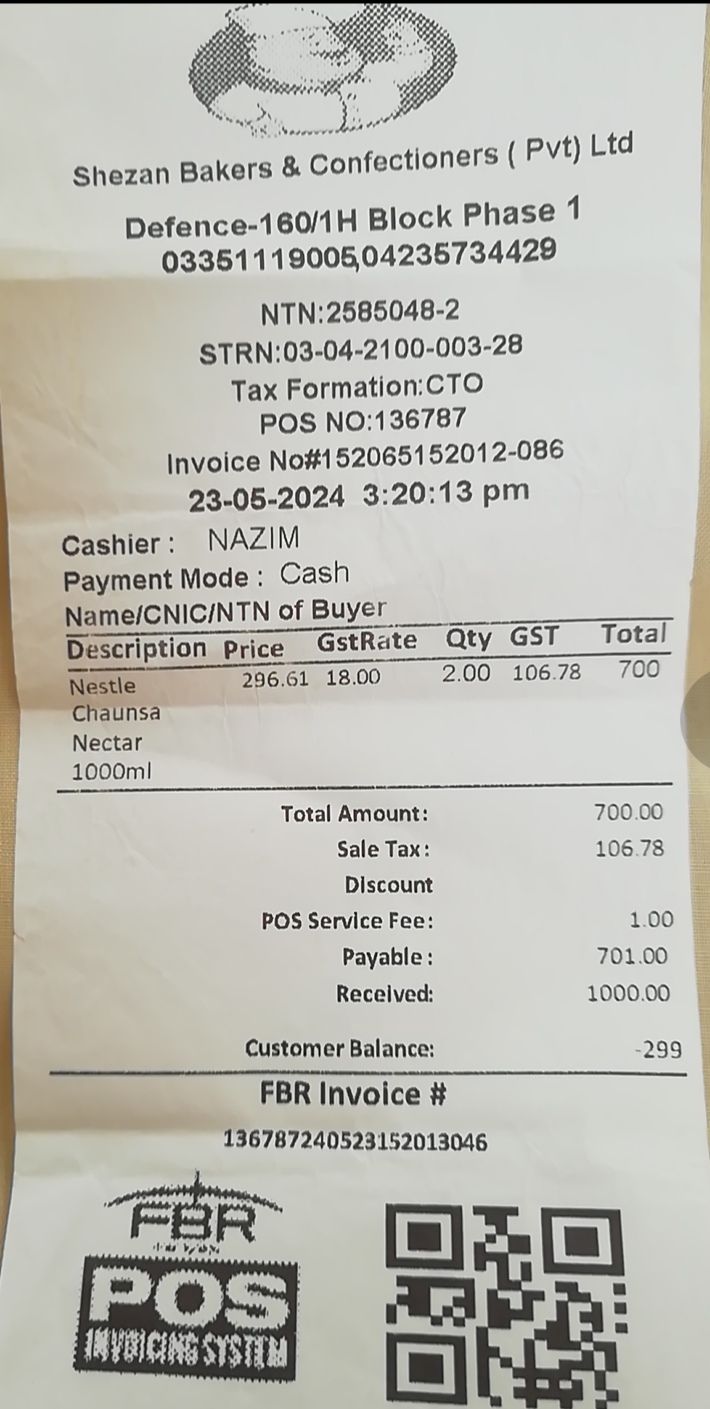 Shezan Bakers & Confectioners ( Pvt) Ltd
Defence-160/1H Block Phase 1
03351119005,04235734429
NTN:2585048-2
STRN:03-04-2100-003-28
Tax Formation:CTO
POS NO:136787
Invoice No#152065152012-086
23-05-2024 3:20:13 pm
Cashier : NAZIM
Payment Mode : Cash
Name/CNIC/NTN of Buyer
Description Price GstRate Qty GST Total
Nestle 296.61 18.00 2.00 106.78 700
Chaunsa
Nectar
1000ml
Total Amount: 700.00
Sale Tax: 106.78
Discount
POS Service Fee: 1.00
Payable: 701.00
Received: 1000.00
Customer Balance: -299
FBR Invoice #
136787240523152013046
FBR
POS
INVOICING SYSTEM